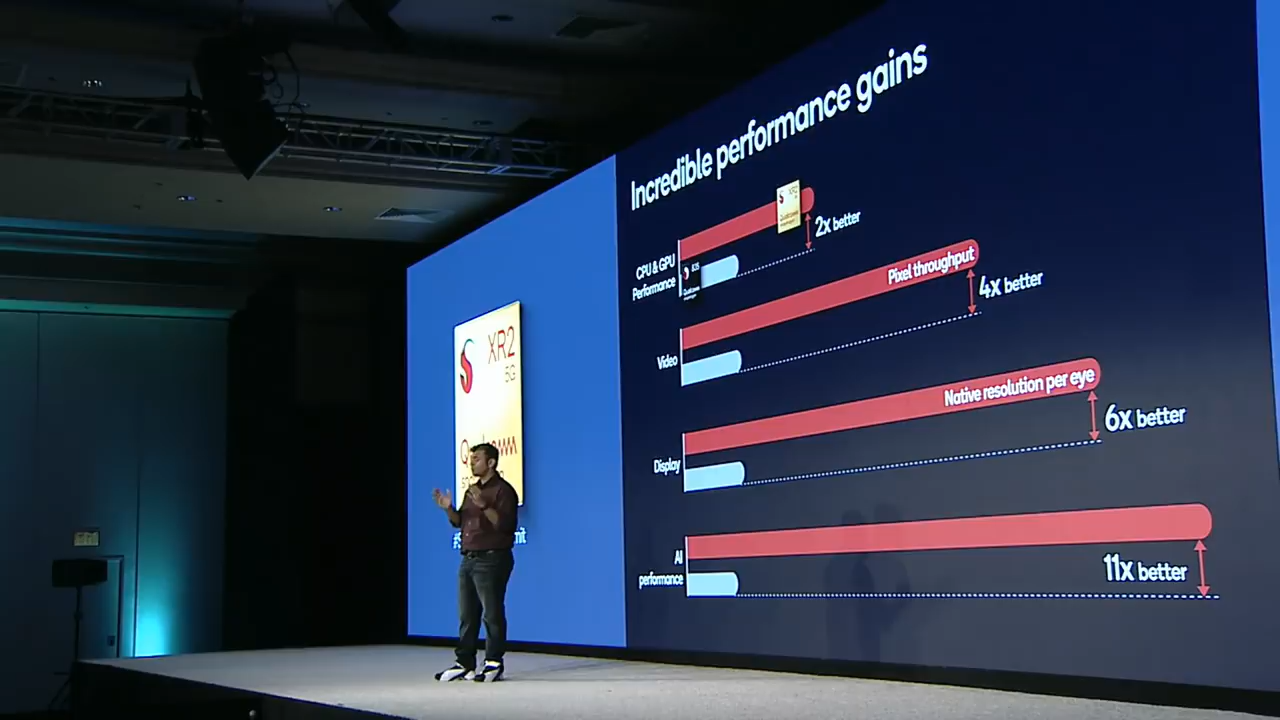 Incredible performance gains
XR2
CPU & GPU
Performance
2x better
Pixel throughput
4x better
Video
Native resolution per eye
6x better
Display
AI
performance
11x better
XR2
5G